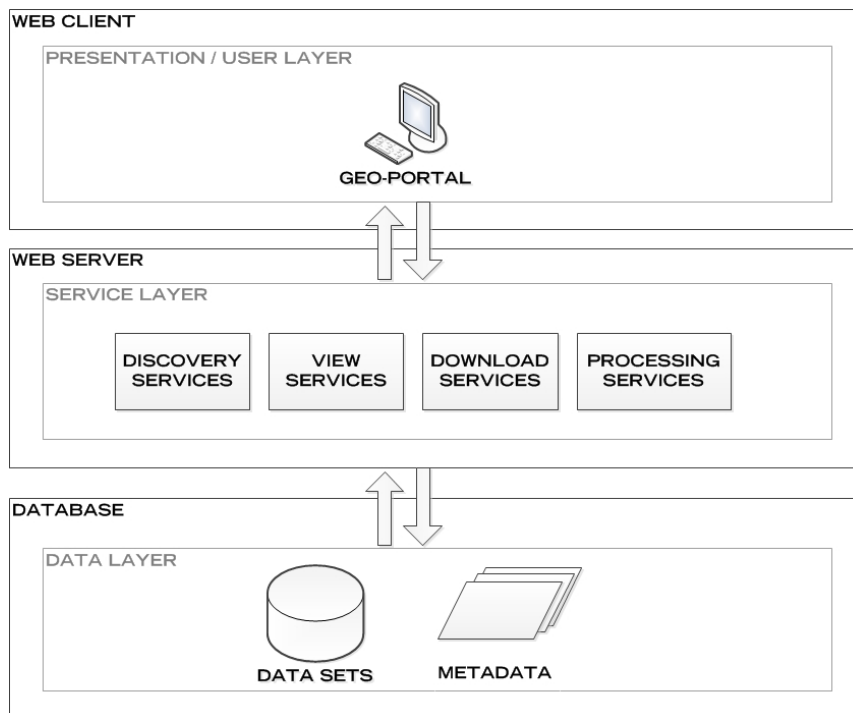 WEB CLIENT
PRESENTATION / USER LAYER
GEO-PORTAL
WEB SERVER
SERVICE LAYER
DISCOVERY
SERVICES
VIEW
SERVICES
DOWNLOAD
SERVICES
PROCESSING
SERVICES
DATABASE
DATA LAYER
DATA SETS
METADATA